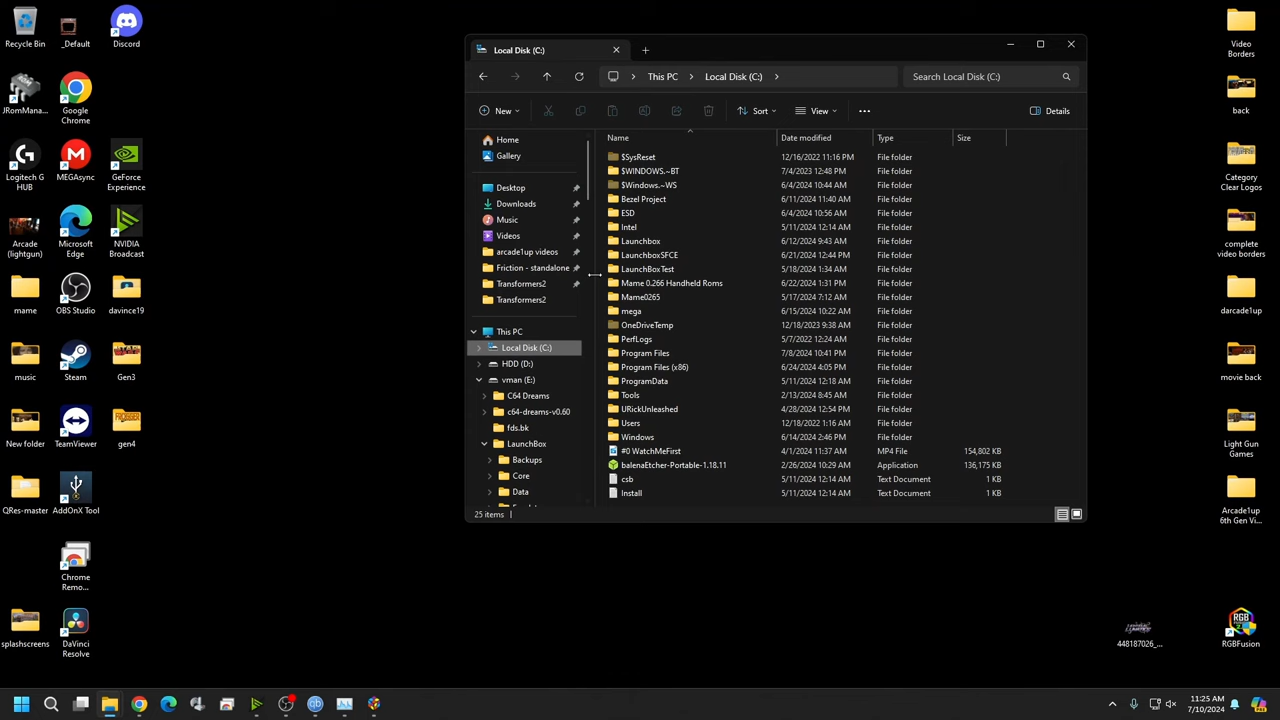 Recycle Bin
_Default
Discord
JRomMana...
Google
Chrome
Logitech G
HUB
MEGAsync
GeForce
Experience
Arcade
(lightgun)
Microsoft
Edge
NVIDIA
Broadcast
mame
OBS Studio
davince19
music
Steam
Gen3
New folder
TeamViewer
gen4
QRes-master
AddOnX Tool
Chrome
Remo...
splashscreens
DaVinci
Resolve
Local Disk (C:)
This PC
Local Disk (C:)
Search Local Disk (C:)
New
Sort
View
Details
Home
Gallery
Desktop
Downloads
Music
Videos
arcade1up videos
Friction - standalone
Transformers2
Transformers2
This PC
Local Disk (C:)
HDD (D:)
vman (E:)
C64 Dreams
c64-dreams-v0.60
fds.bk
LaunchBox
Backups
Core
Data
Name Date modified Type Size
$SysReset 12/16/2022 11:16 PM File folder
$WINDOWS.~BT 7/4/2023 12:48 PM File folder
$Windows.~WS 6/4/2024 10:44 AM File folder
Bezel Project 6/11/2024 11:40 AM File folder
ESD 6/4/2024 10:56 AM File folder
Intel 5/11/2024 12:14 AM File folder
Launchbox 6/12/2024 9:43 AM File folder
LaunchboxSFCE 6/21/2024 12:44 PM File folder
LaunchBoxTest 5/18/2024 1:34 AM File folder
Mame 0.266 Handheld Roms 6/22/2024 1:31 PM File folder
Mame0265 5/17/2024 7:12 AM File folder
mega 6/15/2024 10:22 AM File folder
OneDriveTemp 12/18/2023 9:38 AM File folder
PerfLogs 5/7/2022 12:24 AM File folder
Program Files 7/8/2024 10:41 PM File folder
Program Files (x86) 6/24/2024 4:05 PM File folder
ProgramData 5/11/2024 12:18 AM File folder
Tools 2/13/2024 8:45 AM File folder
URickUnleashed 4/28/2024 12:54 PM File folder
Users 12/18/2022 1:16 AM File folder
Windows 6/14/2024 2:46 PM File folder
#0 WatchMeFirst 4/1/2024 11:37 AM MP4 File 154,802 KB
balenaEtcher-Portable-1.18.11 2/26/2024 10:29 AM Application 136,175 KB
csb 5/11/2024 12:14 AM Text Document 1 KB
Install 5/11/2024 12:14 AM Text Document 1 KB
25 items
Video
Borders
back
Category
Clear Logos
complete
video borders
darcade1up
movie back
Light Gun
Games
Arcade1up
6th Gen Vi...
448187026_...
RGB
RGBFusion
11:25 AM
7/10/2024